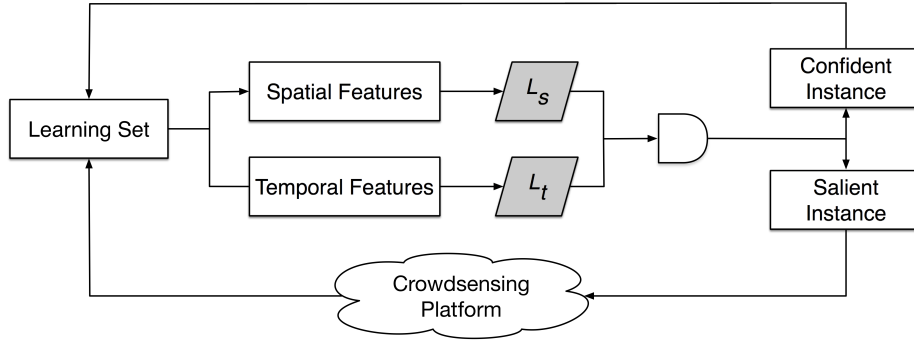 Learning Set
Spatial Features
L_s
Temporal Features
L_t
Confident
Instance
Salient
Instance
Crowdsensing
Platform